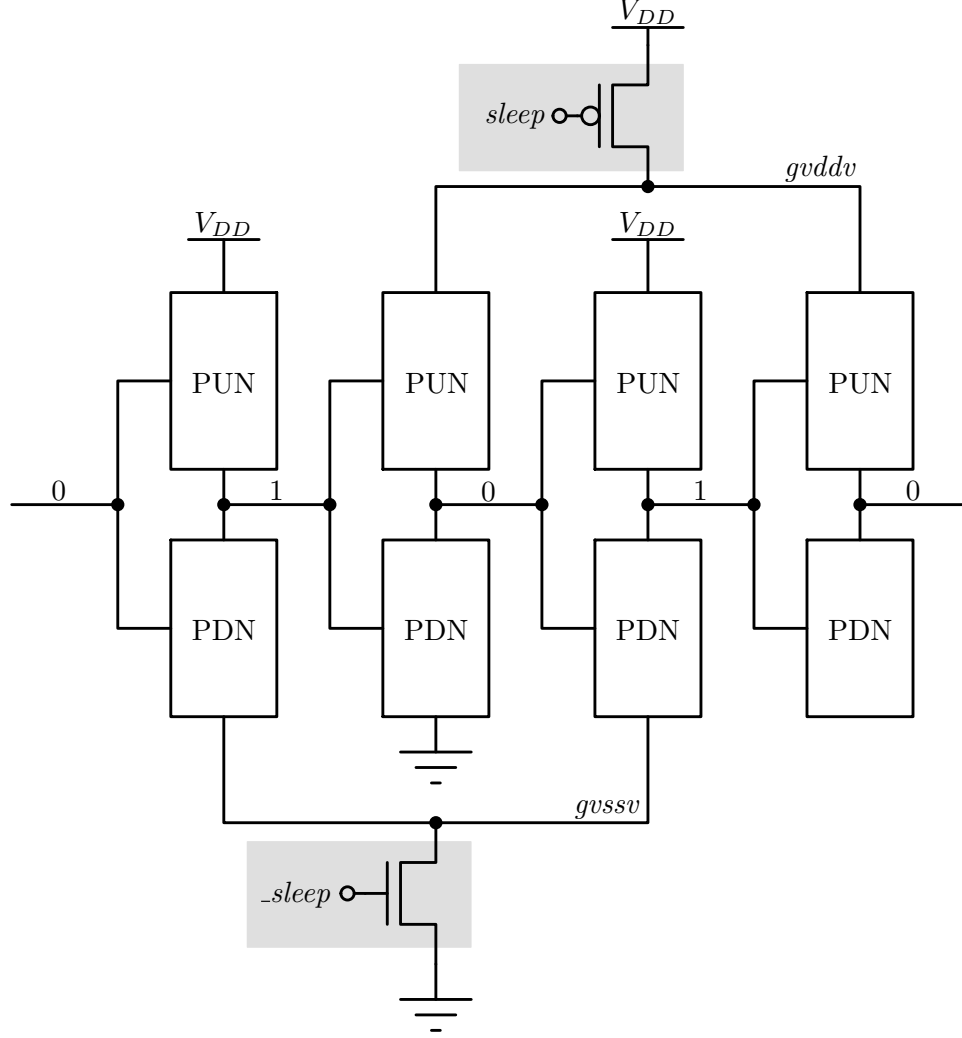 V_DD
sleep
gvddv
V_DD
V_DD
PUN
PUN
PUN
PUN
0
1
0
1
0
PDN
PDN
PDN
PDN
gvssv
_sleep